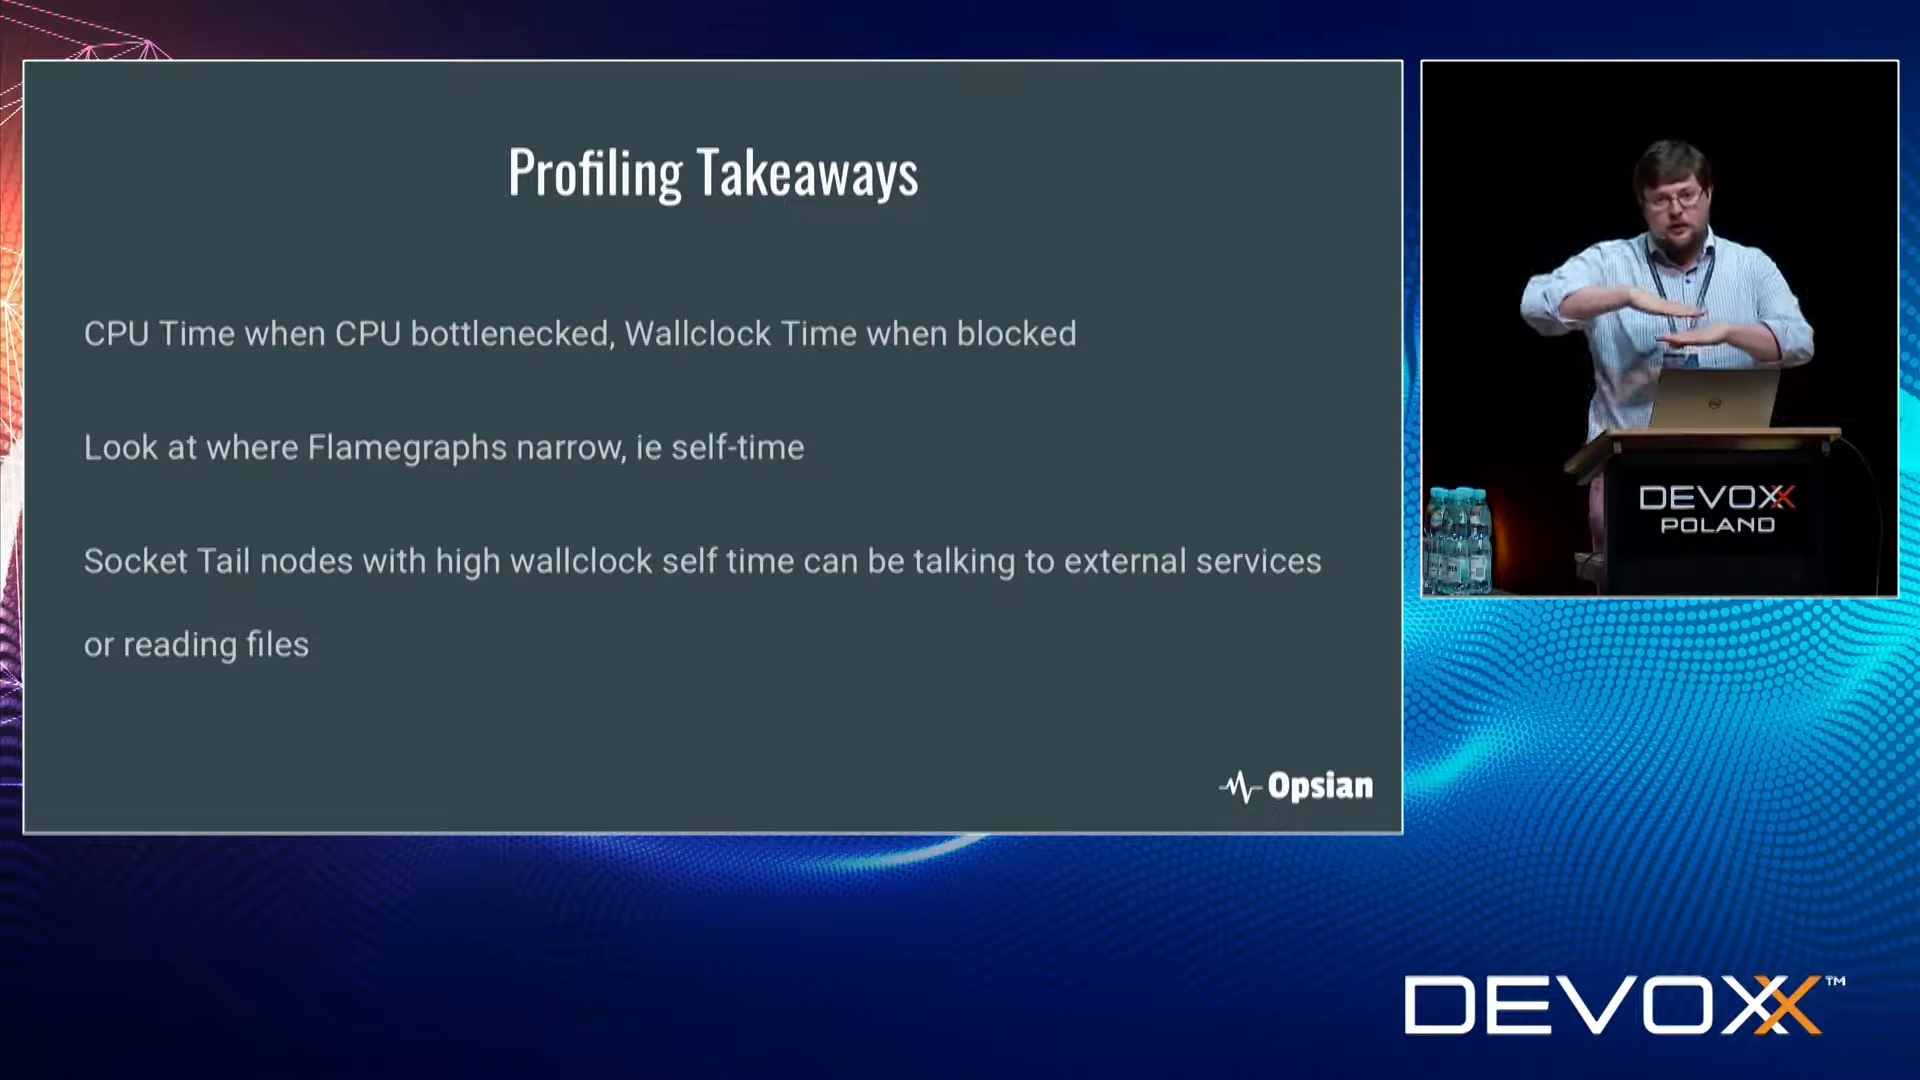 Profiling Takeaways
CPU Time when CPU bottlenecked, Wallclock Time when blocked
Look at where Flamegraphs narrow, ie self-time
Socket Tail nodes with high wallclock self time can be talking to external services
or reading files
Opsian
DEVOXX
POLAND
DEVOXX™